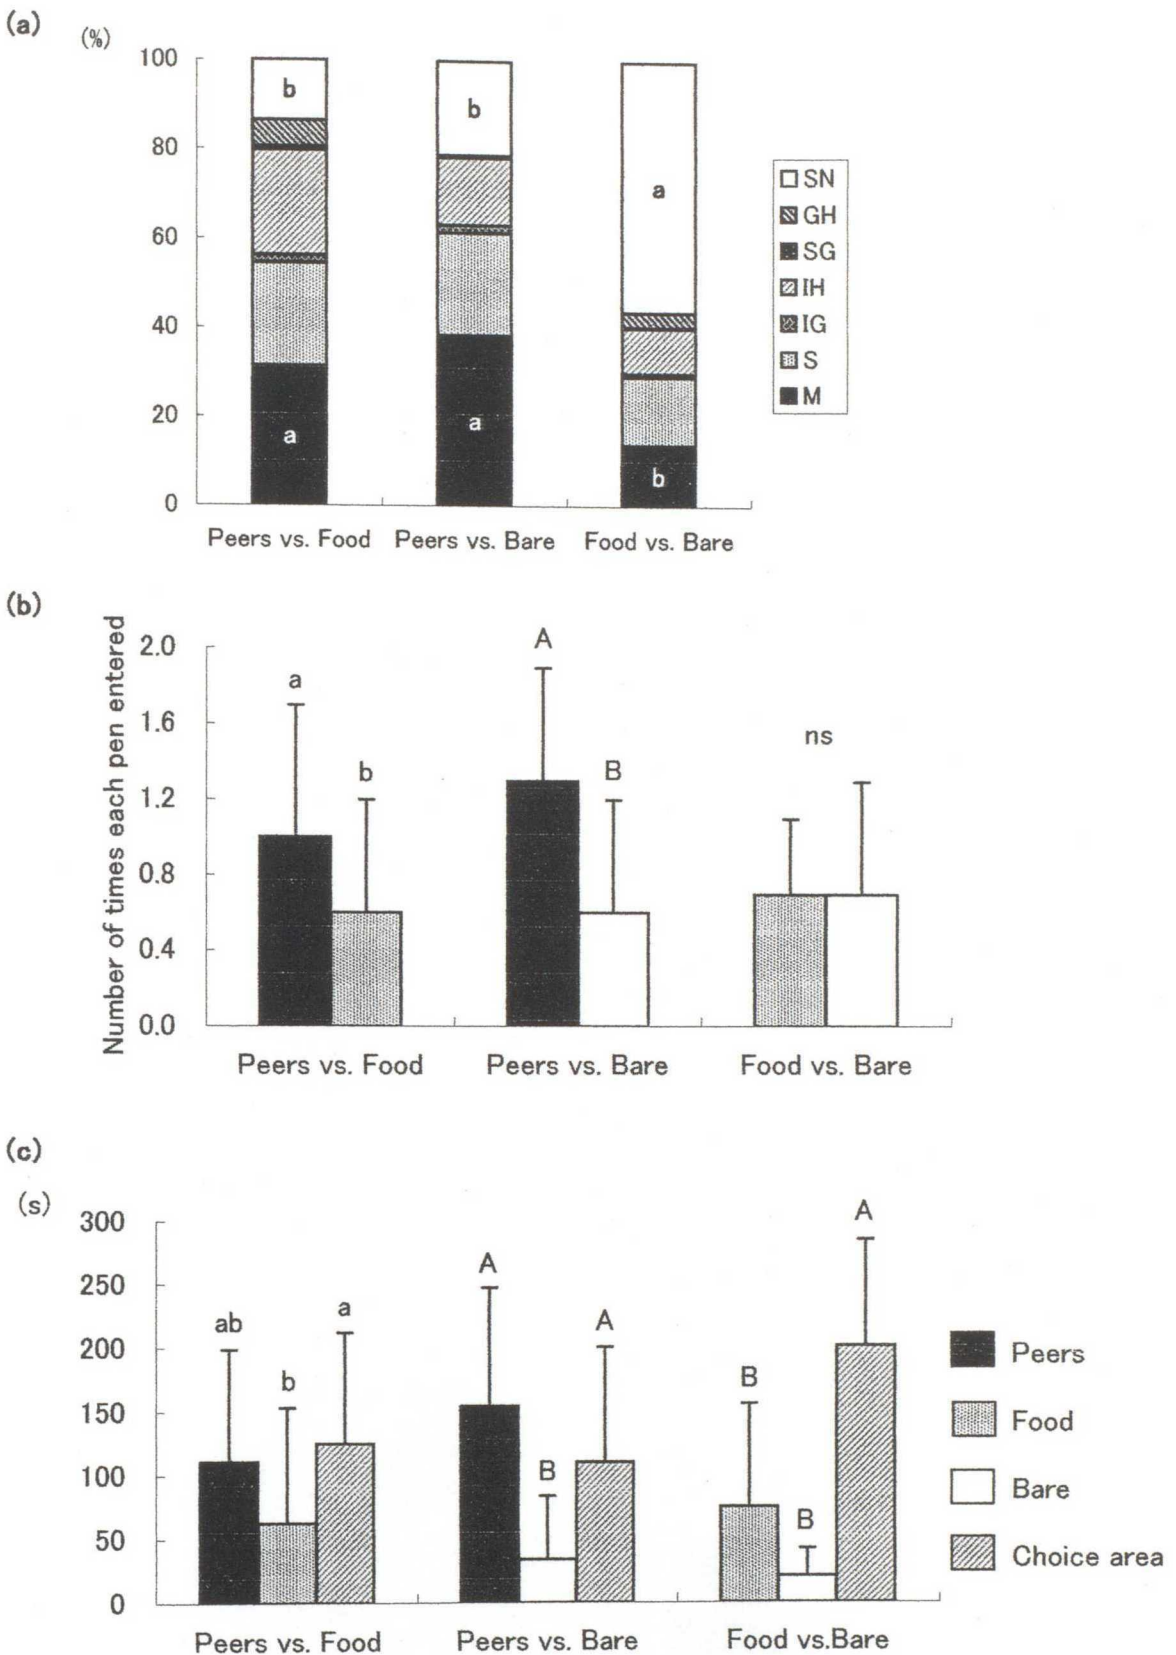 (a)
(%)
100
80
60
40
20
0
b
a
b
a
a
b
SN
GH
SG
IH
IG
S
M
Peers vs. Food Peers vs. Bare Food vs. Bare
(b)
Number of times each pen entered
2.0
1.6
1.2
0.8
0.4
0.0
a
b
A
B
ns
Peers vs. Food Peers vs. Bare Food vs. Bare
(c)
(s)
300
250
200
150
100
50
0
ab
b
a
A
B
A
B
B
A
Peers
Food
Bare
Choice area
Peers vs. Food Peers vs. Bare Food vs.Bare